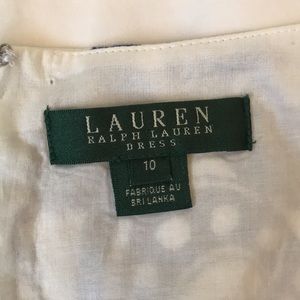 LAUREN
RALPH LAUREN
DRESS
10
FABRIQUE AU
SRI LANKA